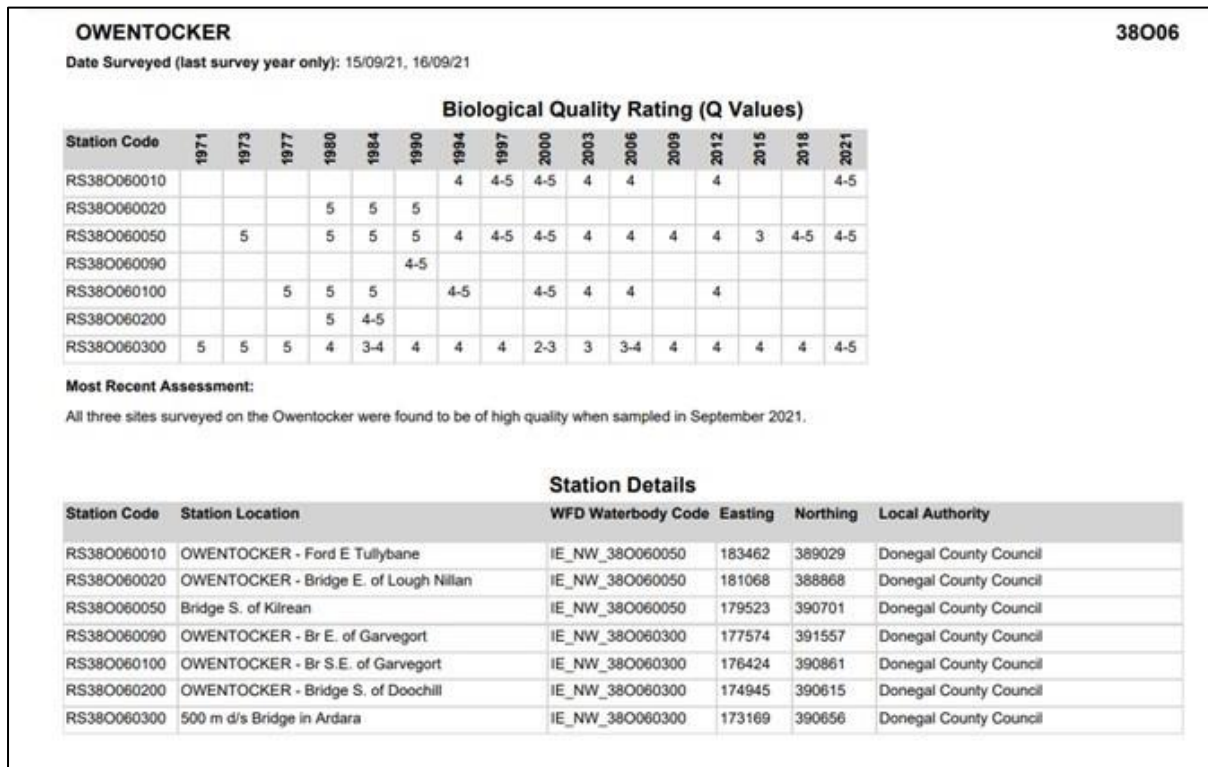 OWENTOCKER 38O06
Date Surveyed (last survey year only): 15/09/21, 16/09/21
Biological Quality Rating (Q Values)
Station Code 1971 1973 1977 1980 1984 1990 1994 1997 2000 2003 2006 2009 2012 2015 2018 2021
RS38O060010 4 4-5 4-5 4 4 4 4-5
RS38O060020 5 5 5
RS38O060050 5 5 5 5 4 4-5 4-5 4 4 4 4 3 4-5 4-5
RS38O060090 4-5
RS38O060100 5 5 5 4-5 4-5 4 4 4
RS38O060200 5 4-5
RS38O060300 5 5 5 4 3-4 4 4 4 2-3 3 3-4 4 4 4 4 4-5
Most Recent Assessment:
All three sites surveyed on the Owentocker were found to be of high quality when sampled in September 2021.
Station Details
Station Code Station Location WFD Waterbody Code Easting Northing Local Authority
RS38O060010 OWENTOCKER - Ford E Tullybane IE_NW_38O060050 183462 389029 Donegal County Council
RS38O060020 OWENTOCKER - Bridge E. of Lough Nillan IE_NW_38O060050 181068 388868 Donegal County Council
RS38O060050 Bridge S. of Kilrean IE_NW_38O060050 179523 390701 Donegal County Council
RS38O060090 OWENTOCKER - Br E. of Garvegort IE_NW_38O060300 177574 391557 Donegal County Council
RS38O060100 OWENTOCKER - Br S.E. of Garvegort IE_NW_38O060300 176424 390861 Donegal County Council
RS38O060200 OWENTOCKER - Bridge S. of Doochill IE_NW_38O060300 174945 390615 Donegal County Council
RS38O060300 500 m d/s Bridge in Ardara IE_NW_38O060300 173169 390656 Donegal County Council